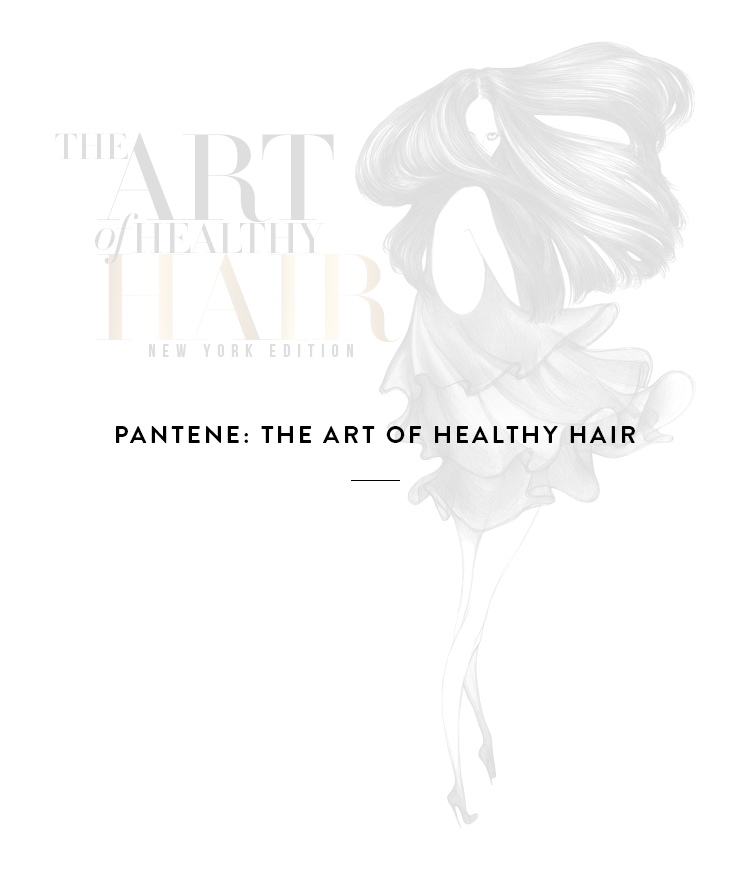 THE ART
of HEALTHY
HAIR
NEW YORK EDITION
PANTENE: THE ART OF HEALTHY HAIR